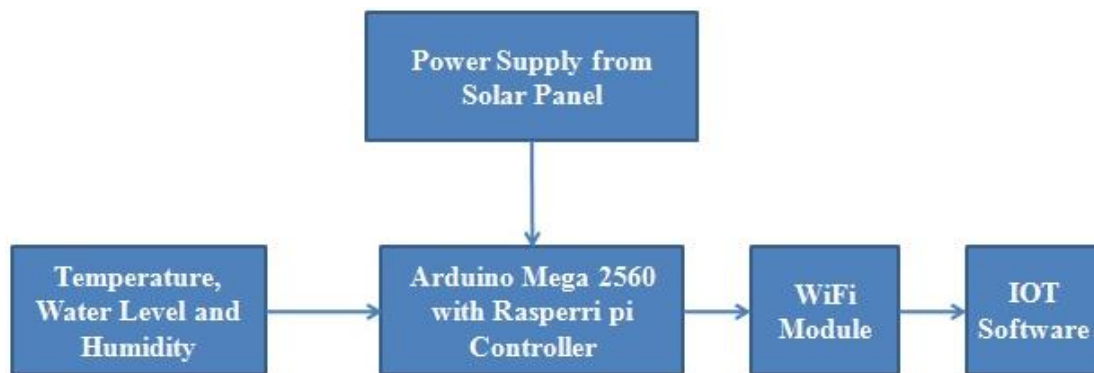 Power Supply from
Solar Panel
Temperature,
Water Level and
Humidity
Arduino Mega 2560
with Rasperri pi
Controller
WiFi
Module
IOT
Software